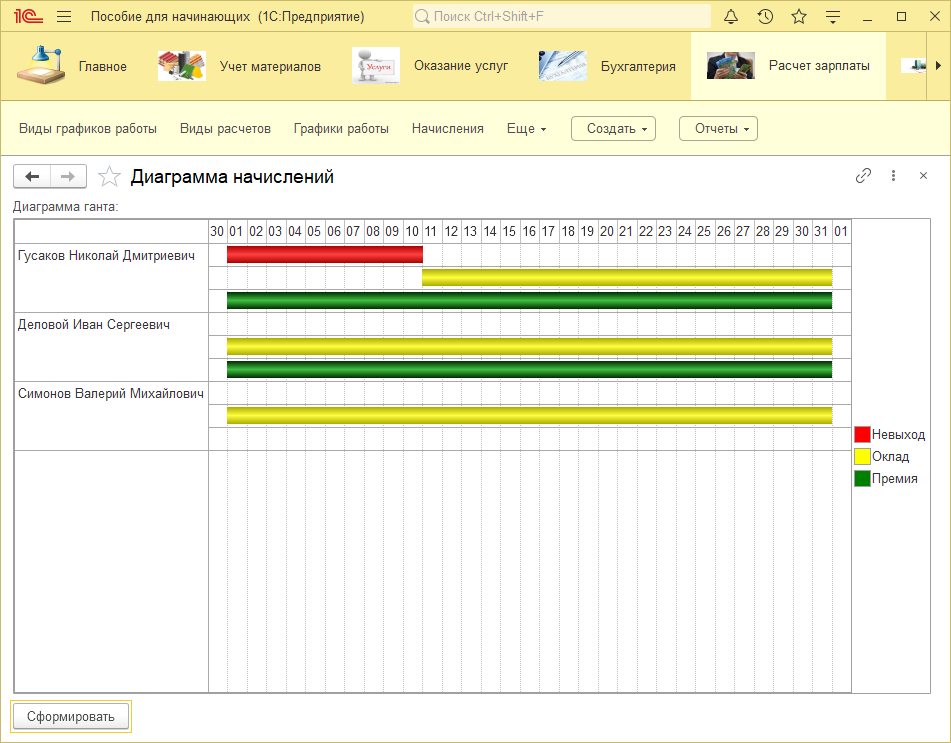 1С Пособие для начинающих (1С:Предприятие) Поиск Ctrl+Shift+F
Главное Учет материалов Услуги Оказание услуг Бухгалтерия Расчет зарплаты
Виды графиков работы Виды расчетов Графики работы Начисления Еще Создать Отчеты
Диаграмма начислений
Диаграмма ганта:
30 01 02 03 04 05 06 07 08 09 10 11 12 13 14 15 16 17 18 19 20 21 22 23 24 25 26 27 28 29 30 31 01
Гусаков Николай Дмитриевич
Деловой Иван Сергеевич
Симонов Валерий Михайлович
Невыход
Оклад
Премия
Сформировать